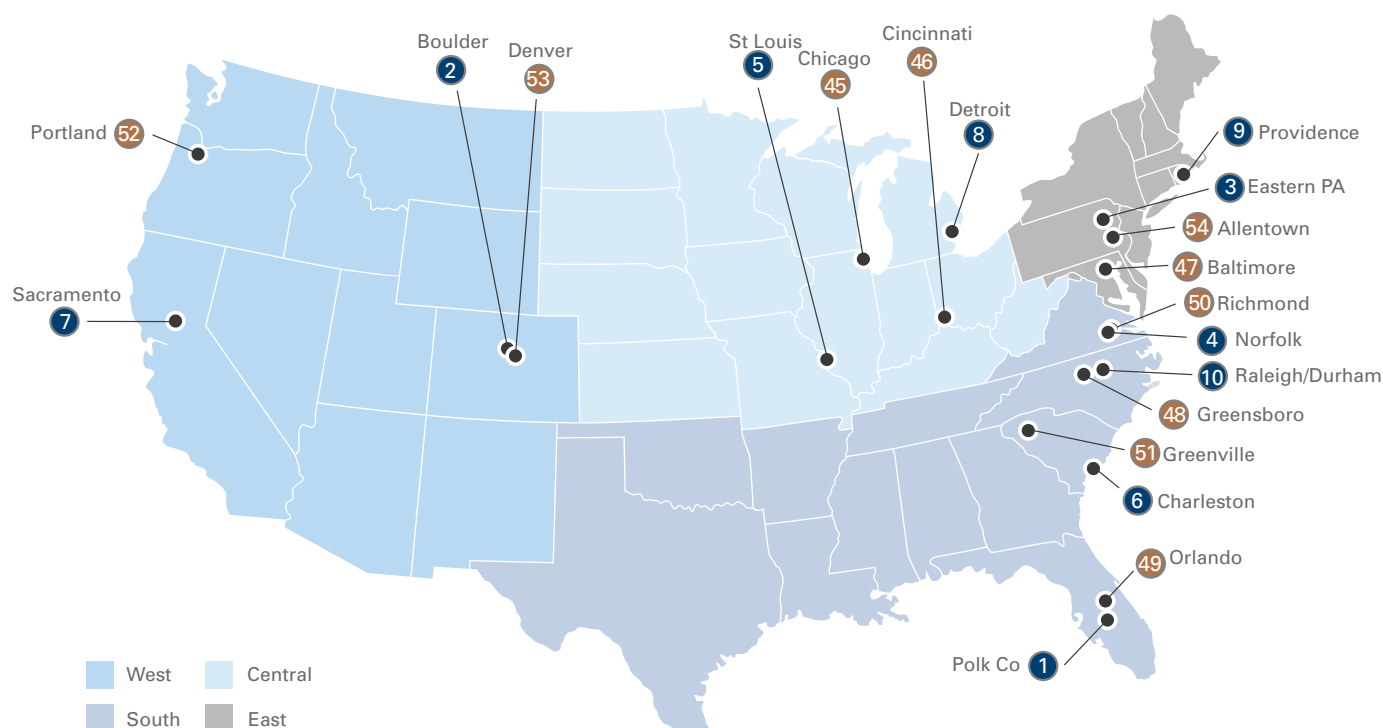 Boulder
2
Denver
53
St Louis
5
Chicago
45
Cincinnati
46
Detroit
8
Portland 52
9 Providence
3 Eastern PA
54 Allentown
47 Baltimore
50 Richmond
4 Norfolk
10 Raleigh/Durham
48 Greensboro
51 Greenville
6 Charleston
Sacramento
7
49 Orlando
Polk Co 1
West Central
South East